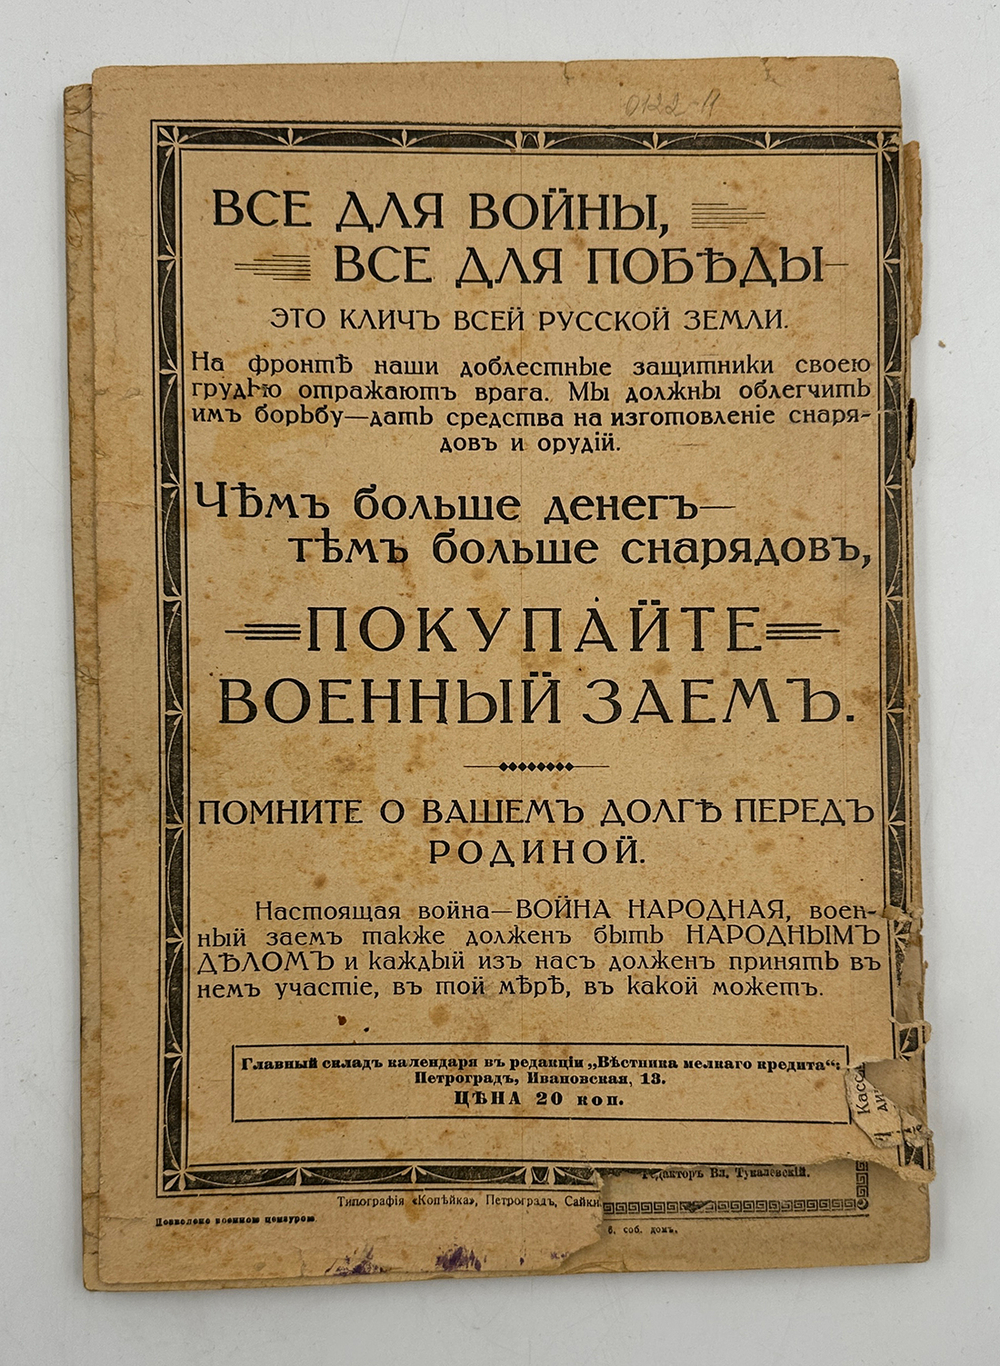 0122-Я
ВСЕ ДЛЯ ВОЙНЫ,
ВСЕ ДЛЯ ПОБѢДЫ—
ЭТО КЛИЧЪ ВСЕЙ РУССКОЙ ЗЕМЛИ.
На фронтѣ наши доблестные защитники своею
грудью отражаютъ врага. Мы должны облегчить
имъ борьбу—дать средства на изготовленіе снаря-
довъ и орудій.
Чѣмъ больше денегъ—
тѣмъ больше снарядовъ,
ПОКУПАЙТЕ
ВОЕННЫЙ ЗАЕМЪ.
ПОМНИТЕ О ВАШЕМЪ ДОЛГѢ ПЕРЕДЪ
РОДИНОЙ.
Настоящая война—ВОЙНА НАРОДНАЯ, воен-
ный заемъ также долженъ быть НАРОДНЫМЪ
ДѢЛОМЪ и каждый изъ насъ долженъ принять въ
немъ участіе, въ той мѣрѣ, въ какой можетъ.
Главный складъ календаря въ редакціи „Вѣстника мелкаго кредита“:
Петроградъ, Ивановская, 13.
ЦѢНА 20 коп.
Касса
ди
Редакторъ Вл. Тукалевскій.
Типографія «Копѣйка», Петроградъ, Сайкн
Дозволено военною цензурою
6, соб. домъ.